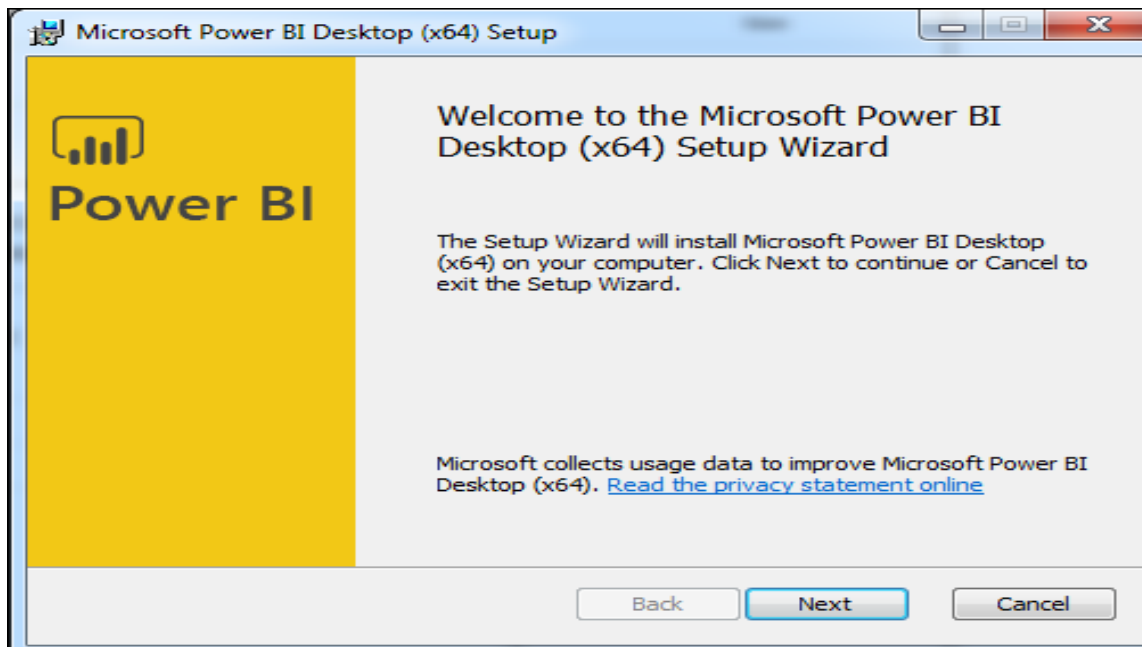 Microsoft Power BI Desktop (x64) Setup
Power BI
Welcome to the Microsoft Power BI
Desktop (x64) Setup Wizard
The Setup Wizard will install Microsoft Power BI Desktop
(x64) on your computer. Click Next to continue or Cancel to
exit the Setup Wizard.
Microsoft collects usage data to improve Microsoft Power BI
Desktop (x64). Read the privacy statement online
Back Next Cancel